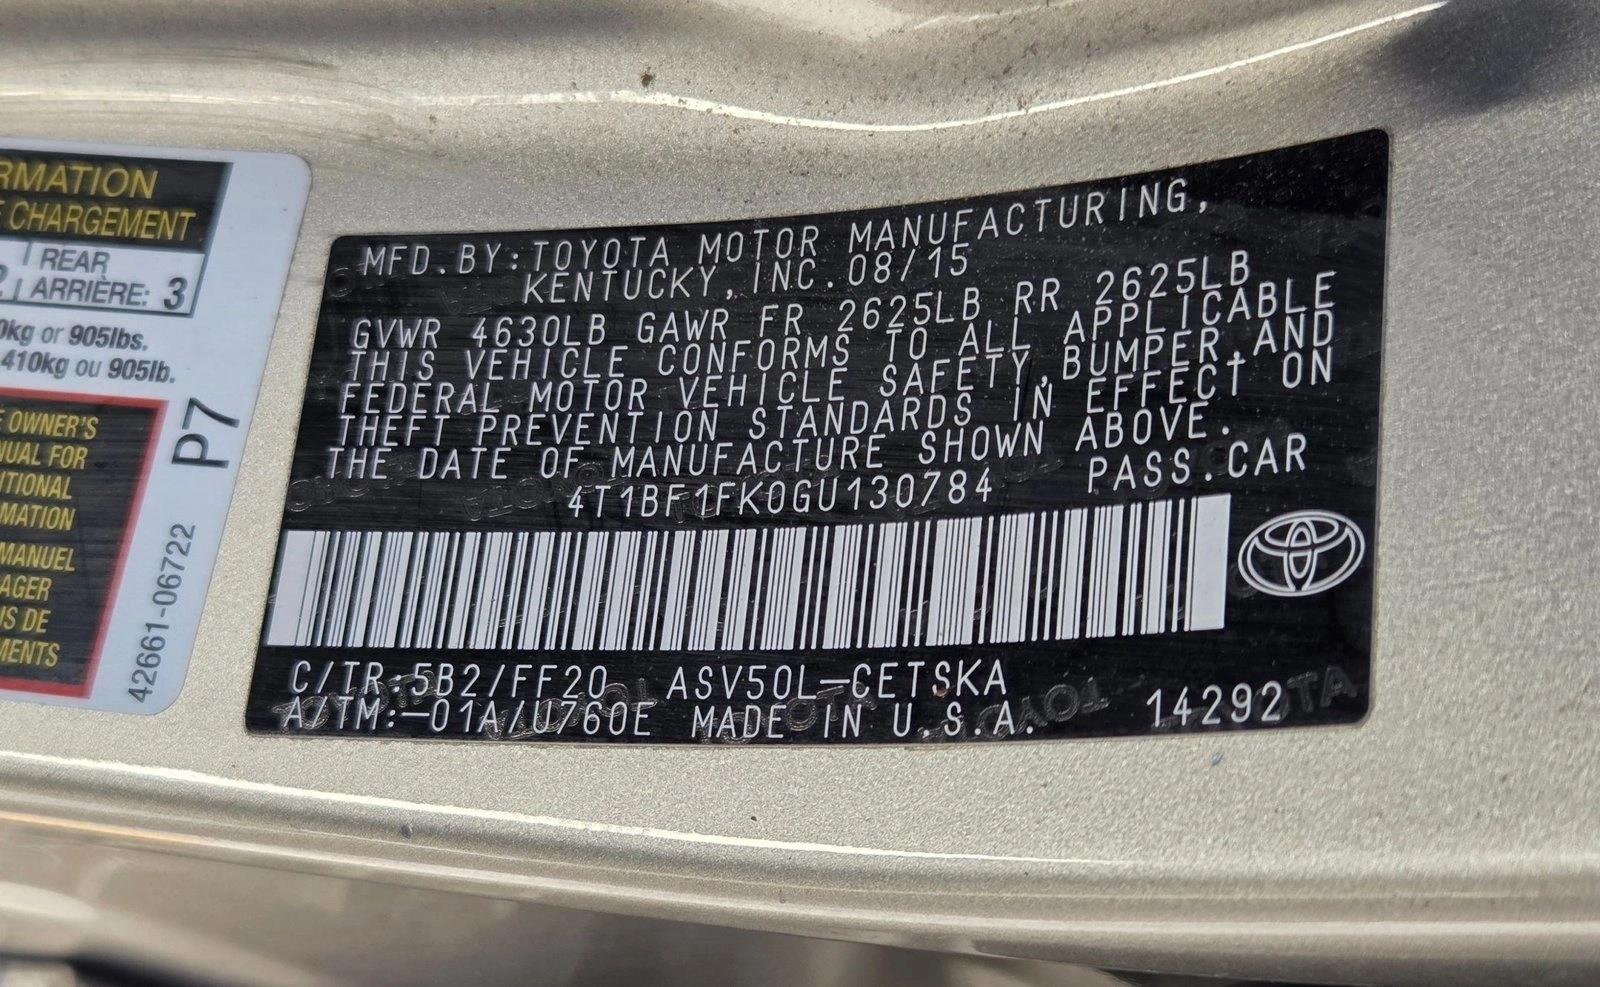 RMATION
E CHARGEMENT
REAR
ARRIÈRE: 3
0kg or 905lbs.
410kg ou 905lb.
E OWNER'S
NUAL FOR
ITIONAL
MATION
MANUEL
AGER
IS DE
MENTS
P7
42661-06722
MFD.BY:TOYOTA MOTOR MANUFACTURING,
KENTUCKY,INC.08/15
GVWR 4630LB GAWR FR 2625LB RR 2625LB
THIS VEHICLE CONFORMS TO ALL APPLICABLE
FEDERAL MOTOR VEHICLE SAFETY,BUMPER,AND
THEFT PREVENTION STANDARDS IN EFFECT ON
THE DATE OF MANUFACTURE SHOWN ABOVE.
4T1BF1FK0GU130784 PASS.CAR
C/TR:5B2/FF20 ASV50L-CETSKA
A/TM:-01A/U760E MADE IN U.S.A. 14292